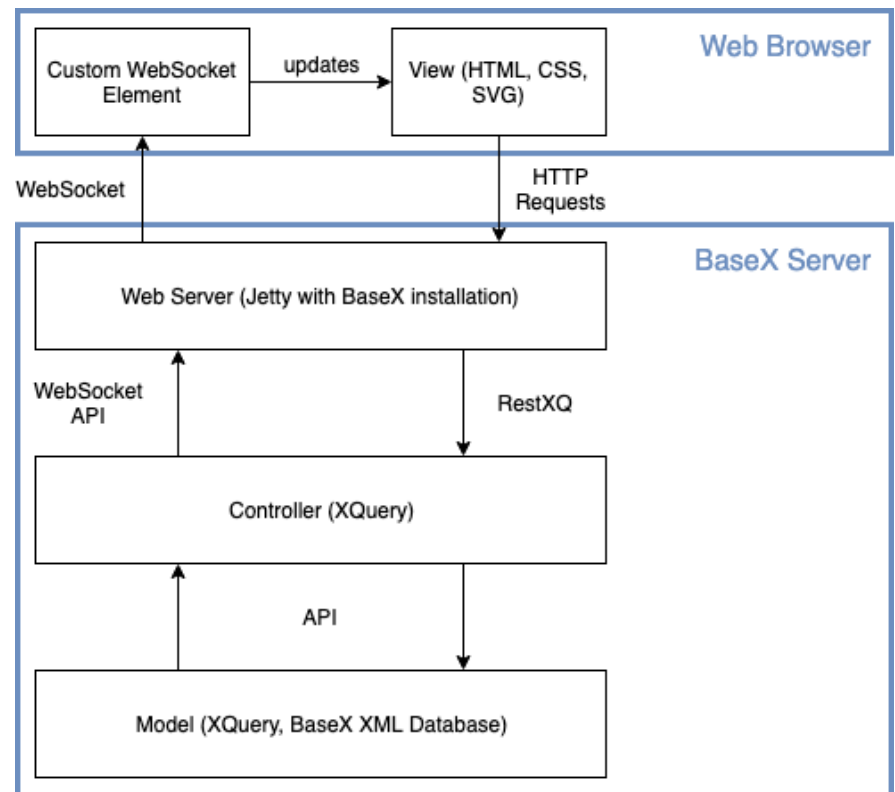 Web Browser
Custom WebSocket
Element
updates
View (HTML, CSS,
SVG)
WebSocket
HTTP
Requests
BaseX Server
Web Server (Jetty with BaseX installation)
WebSocket
API
RestXQ
Controller (XQuery)
API
Model (XQuery, BaseX XML Database)